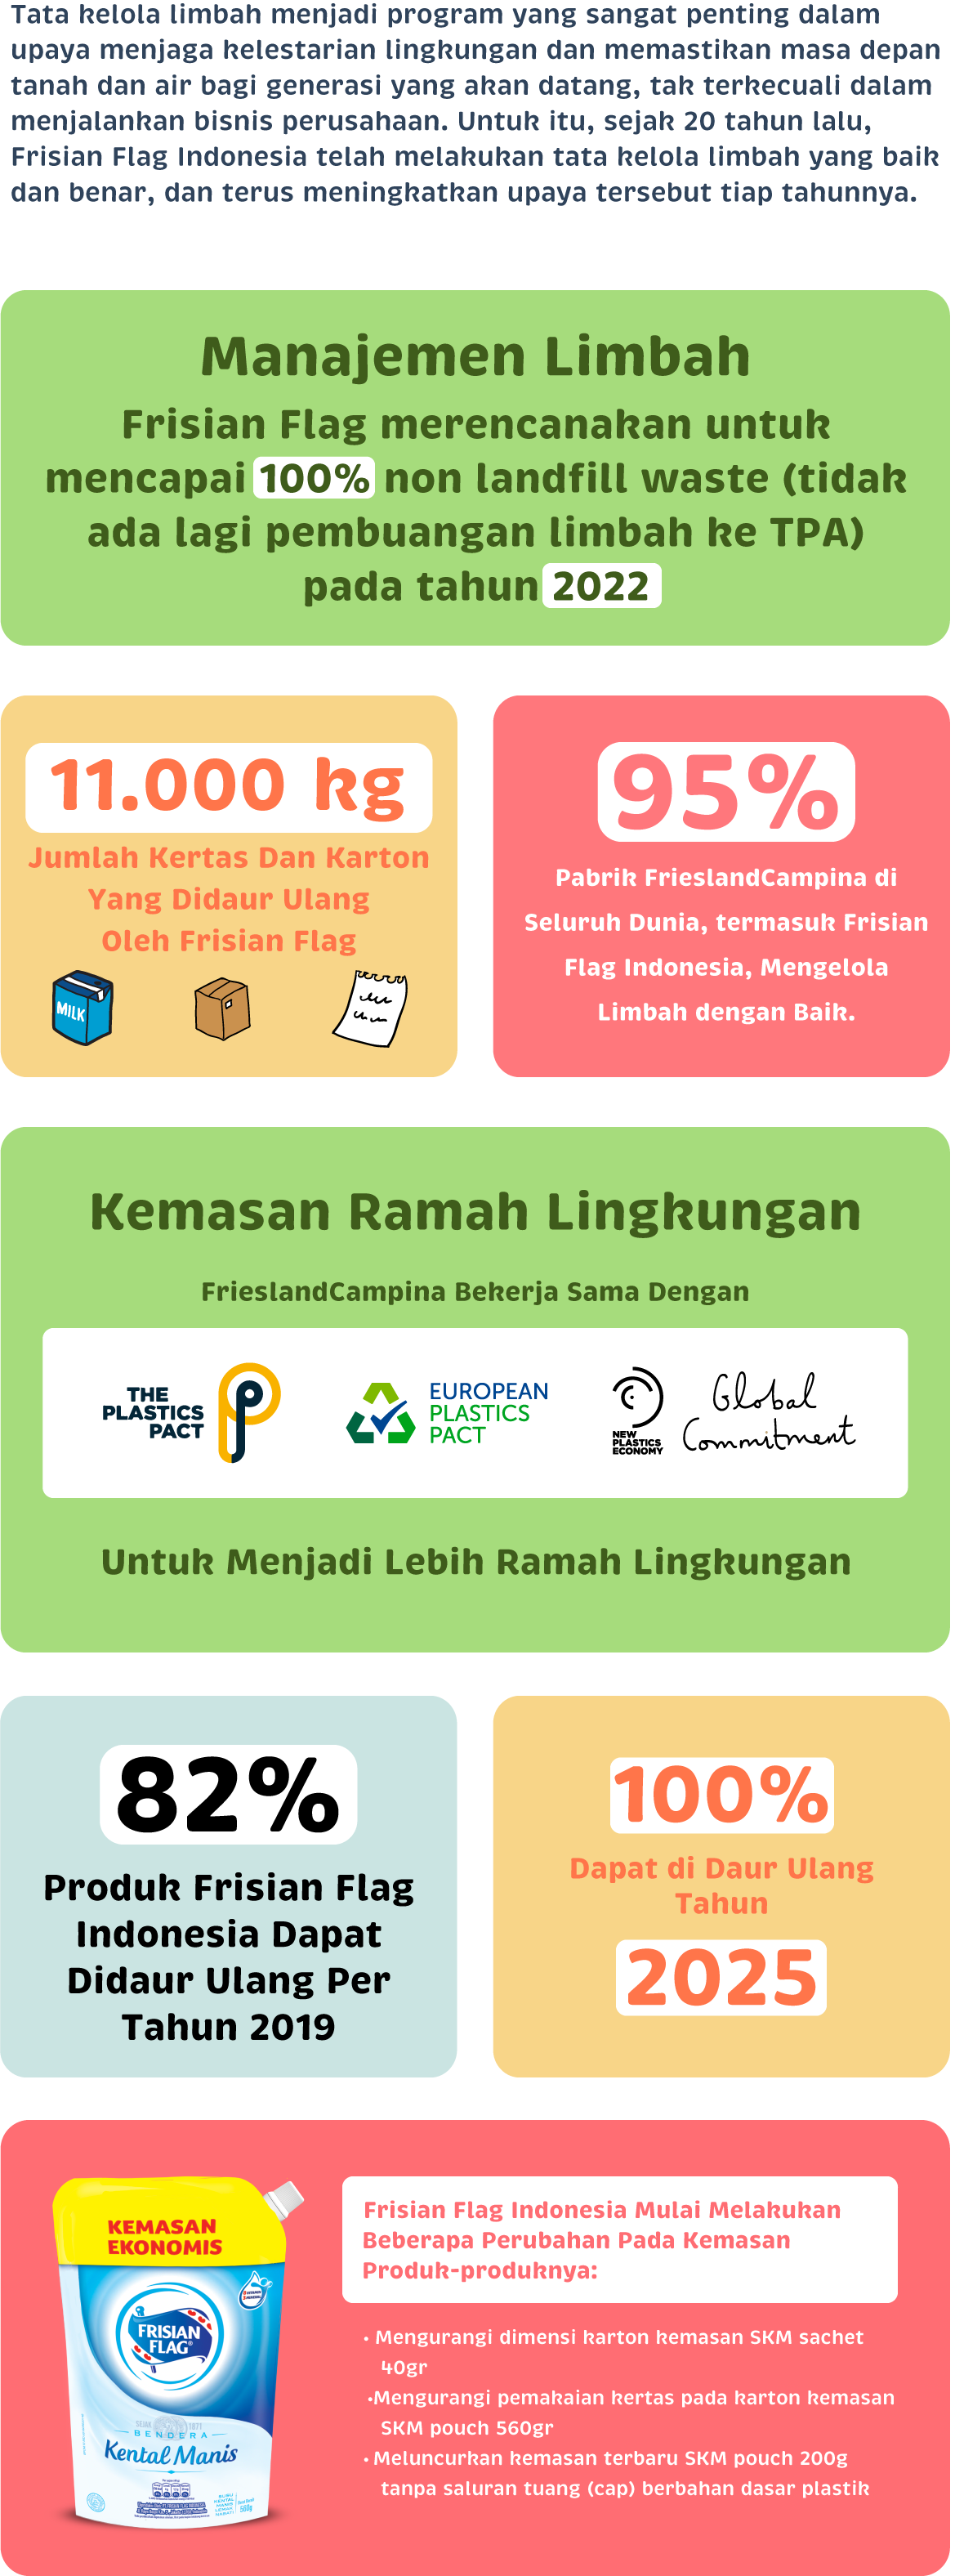 Tata kelola limbah menjadi program yang sangat penting dalam
upaya menjaga kelestarian lingkungan dan memastikan masa depan
tanah dan air bagi generasi yang akan datang, tak terkecuali dalam
menjalankan bisnis perusahaan. Untuk itu, sejak 20 tahun lalu,
Frisian Flag Indonesia telah melakukan tata kelola limbah yang baik
dan benar, dan terus meningkatkan upaya tersebut tiap tahunnya.
Manajemen Limbah
Frisian Flag merencanakan untuk
mencapai 100% non landfill waste (tidak
ada lagi pembuangan limbah ke TPA)
pada tahun 2022
11.000 kg
Jumlah Kertas Dan Karton
Yang Didaur Ulang
Oleh Frisian Flag
MILK
95%
Pabrik FrieslandCampina di
Seluruh Dunia, termasuk Frisian
Flag Indonesia, Mengelola
Limbah dengan Baik.
Kemasan Ramah Lingkungan
FrieslandCampina Bekerja Sama Dengan
THE
PLASTICS
PACT
EUROPEAN
PLASTICS
PACT
NEW
PLASTICS
ECONOMY
Global
Commitment
Untuk Menjadi Lebih Ramah Lingkungan
82%
Produk Frisian Flag
Indonesia Dapat
Didaur Ulang Per
Tahun 2019
100%
Dapat di Daur Ulang
Tahun
2025
KEMASAN
EKONOMIS
FRISIAN
FLAG®
SEJAK 1871
BENDERA
Kental Manis
SUSU
KENTAL
MANIS
LEMAK
NABATI
560g
Frisian Flag Indonesia Mulai Melakukan
Beberapa Perubahan Pada Kemasan
Produk-produknya:
• Mengurangi dimensi karton kemasan SKM sachet
40gr
•Mengurangi pemakaian kertas pada karton kemasan
SKM pouch 560gr
• Meluncurkan kemasan terbaru SKM pouch 200g
tanpa saluran tuang (cap) berbahan dasar plastik